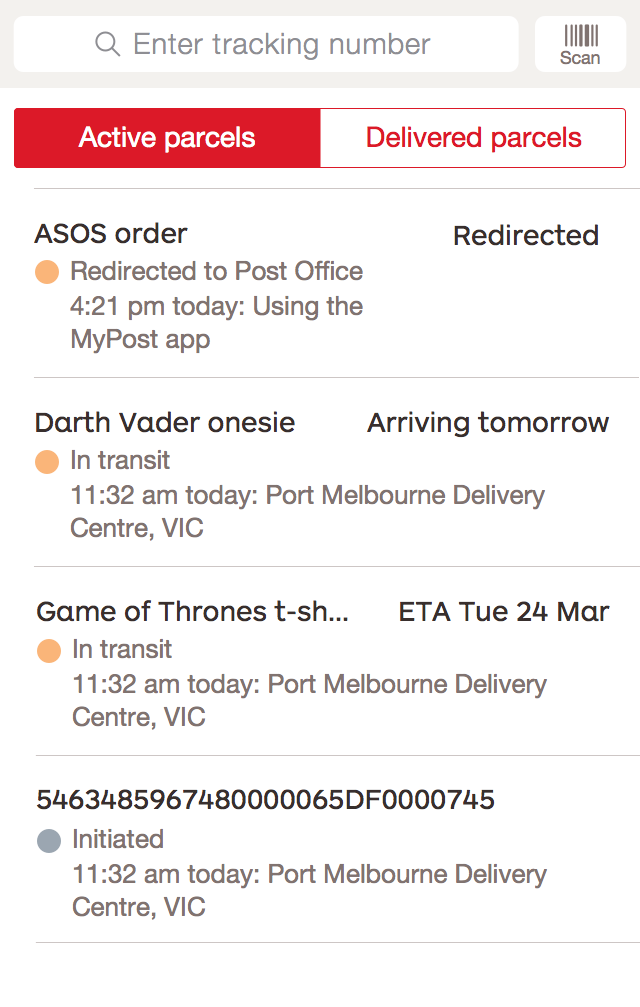 Enter tracking number
Scan
Active parcels
Delivered parcels
ASOS order
Redirected
Redirected to Post Office
4:21 pm today: Using the
MyPost app
Darth Vader onesie
Arriving tomorrow
In transit
11:32 am today: Port Melbourne Delivery
Centre, VIC
Game of Thrones t-sh...
ETA Tue 24 Mar
In transit
11:32 am today: Port Melbourne Delivery
Centre, VIC
5463485967480000065DF0000745
Initiated
11:32 am today: Port Melbourne Delivery
Centre, VIC